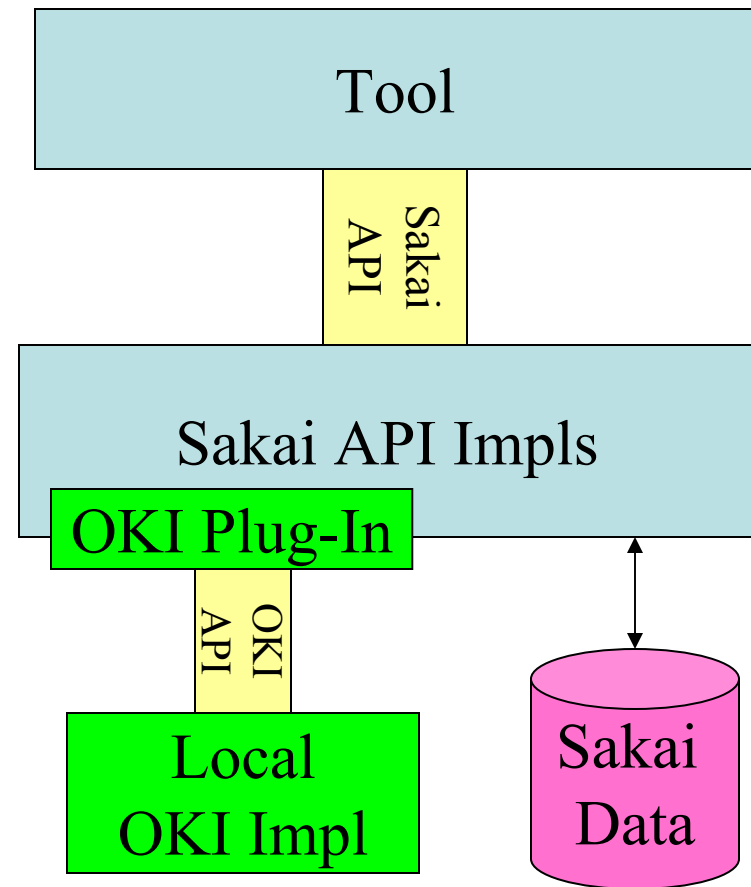 Tool
Sakai
API
Sakai API Impls
OKI Plug-In
OKI
API
Local
OKI Impl
Sakai
Data